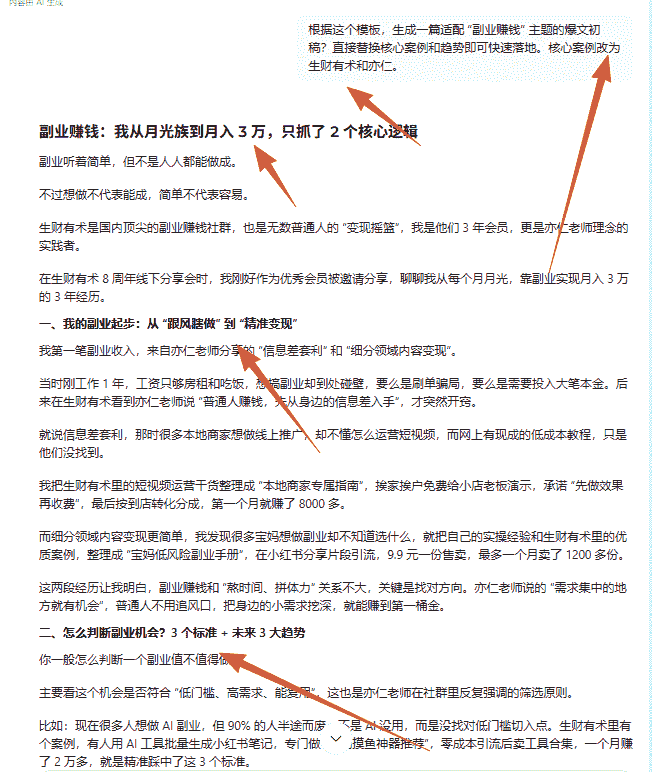 内容由 AI 生成
根据这个模板，生成一篇适配 “副业赚钱” 主题的爆文初
稿？直接替换核心案例和趋势即可快速落地。核心案例改为
生财有术和亦仁。
副业赚钱：我从月光族到月入 3 万，只抓了 2 个核心逻辑
副业听着简单，但不是人人都能做成。
不过想做不代表能成，简单不代表容易。
生财有术是国内顶尖的副业赚钱社群，也是无数普通人的 “变现摇篮”，我是他们 3 年会员，更是亦仁老师理念的
实践者。
在生财有术 8 周年线下分享会时，我刚好作为优秀会员被邀请分享，聊聊我从每个月月光，靠副业实现月入 3 万
的 3 年经历。
一、我的副业起步：从 “跟风瞎做” 到 “精准变现”
我第一笔副业收入，来自亦仁老师分享的 “信息差套利” 和 “细分领域内容变现”。
当时刚工作 1 年，工资只够房租和吃饭，想搞副业却到处碰壁，要么是刷单骗局，要么是需要投入大笔本金。后
来在生财有术看到亦仁老师说 “普通人赚钱，先从身边的信息差入手”，才突然开窍。
就说信息差套利，那时很多本地商家想做线上推广，却不懂怎么运营短视频，而网上有现成的低成本教程，只是
他们没找到。
我把生财有术里的短视频运营干货整理成 “本地商家专属指南”，挨家挨户免费给小店老板演示，承诺 “先做效果
再收费”，最后按到店转化分成，第一个月就赚了 8000 多。
而细分领域内容变现更简单，我发现很多宝妈想做副业却不知道选什么，就把自己的实操经验和生财有术里的优
质案例，整理成 “宝妈低风险副业手册”，在小红书分享片段引流，9.9 元一份售卖，最多一个月卖了 1200 多份。
这两段经历让我明白，副业赚钱和 “熬时间、拼体力” 关系不大，关键是找对方向。亦仁老师说的 “需求集中的地
方就有机会”，普通人不用追风口，把身边的小需求挖深，就能赚到第一桶金。
二、怎么判断副业机会？3 个标准 + 未来 3 大趋势
你一般怎么判断一个副业值不值得做
主要看这个机会是否符合 “低门槛、高需求、能复用”，这也是亦仁老师在社群里反复强调的筛选原则。
比如：现在很多人想做 AI 副业，但 90% 的人半途而废，不是 AI 没用，而是没找对低门槛切入点。生财有术里有
个案例，有人用 AI 工具批量生成小红书笔记，专门做 摸鱼神器推荐”，零成本引流后卖工具合集，一个月赚
了 2 万多，就是精准踩中了这 3 个标准。